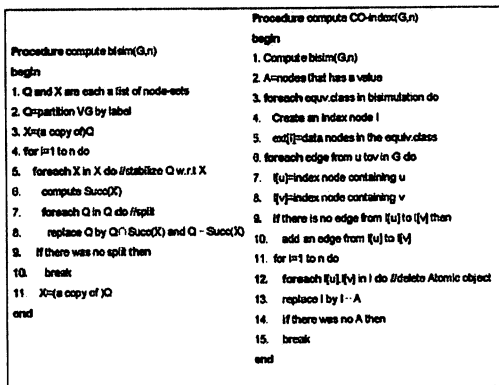 Procedure compute bisim(G,n)
begin
1. Q and X are each a list of node-sets
2. Q=partition VG by label
3. X=(a copy of)Q
4. for i=1 to n do
5. foreach X in X do //stabilize Q w.r.t X
6. compute Succ(X)
7. foreach Q in Q do //split
8. replace Q by Q∩Succ(X) and Q - Succ(X)
9. if there was no split then
10. break
11. X=(a copy of )Q
end
Procedure compute CO-index(G,n)
begin
1. Compute bisim(G,n)
2. A=nodes that has a value
3. foreach equv.class in bisimulation do
4. Create an index node I
5. ext[i]=data nodes in the equiv.class
6. foreach edge from u tov in G do
7. I[u]=index node containing u
8. I[v]=index node containing v
9. If there is no edge from I[u] to I[v] then
10. add an edge from I[u] to I[v]
11. for i=1 to n do
12. foreach I[u],I[v] in I do //delete Atomic object
13. replace I by I - A
14. if there was no A then
15. break
end